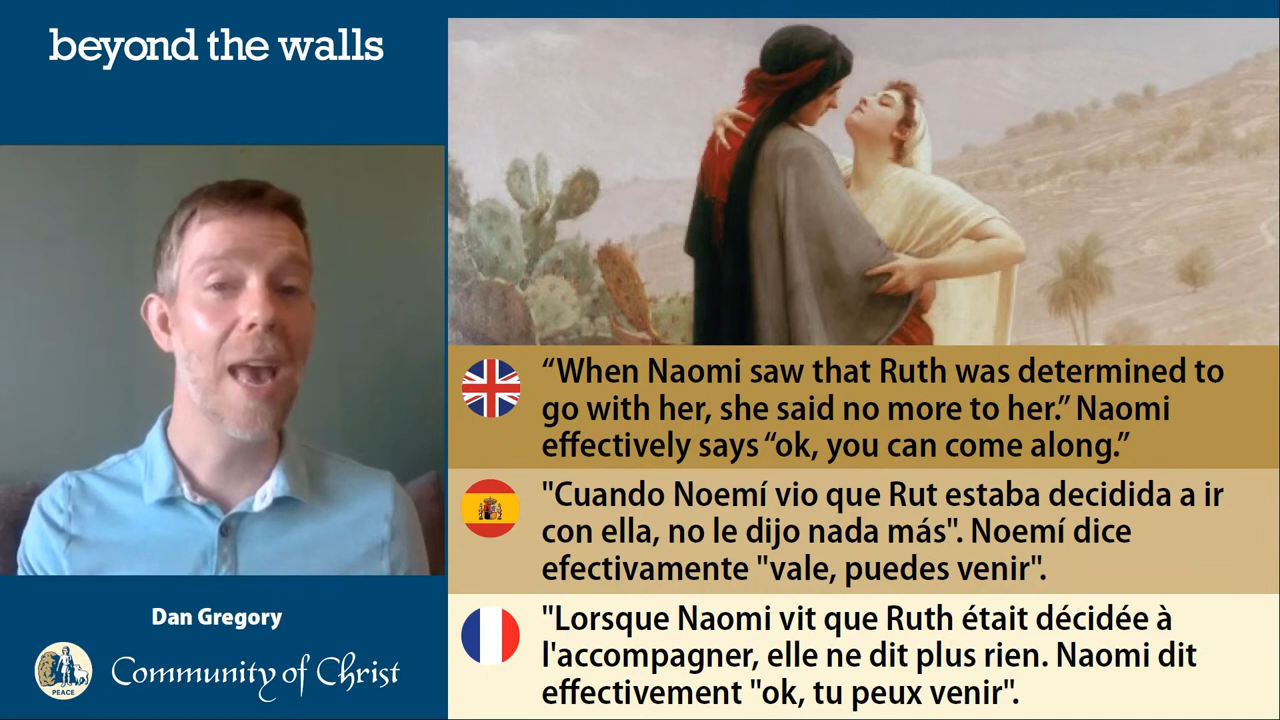 beyond the walls
“When Naomi saw that Ruth was determined to
go with her, she said no more to her.” Naomi
effectively says “ok, you can come along.”
"Cuando Noemí vio que Rut estaba decidida a ir
con ella, no le dijo nada más". Noemí dice
efectivamente "vale, puedes venir".
"Lorsque Naomi vit que Ruth était décidée à
l'accompagner, elle ne dit plus rien. Naomi dit
effectivement "ok, tu peux venir".
Dan Gregory
PEACE
Community of Christ